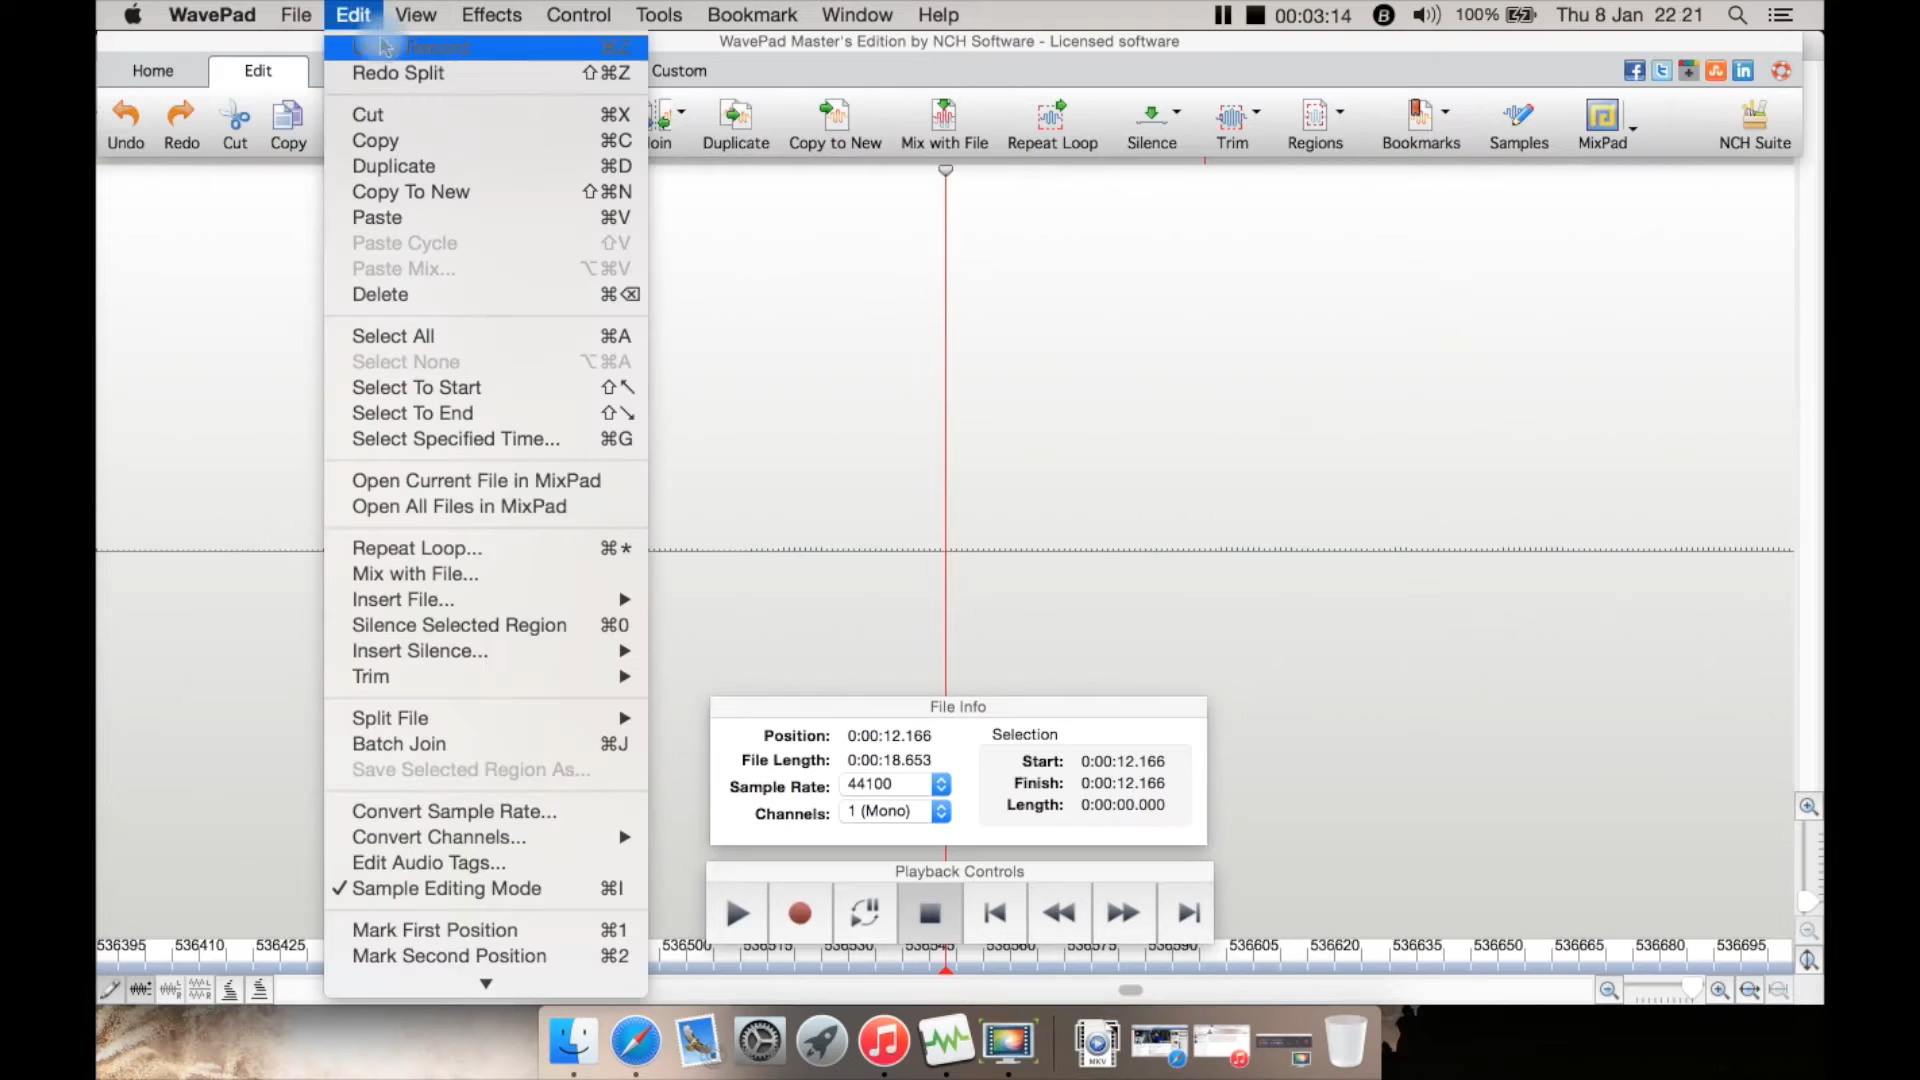 WavePad File Edit View Effects Control Tools Bookmark Window Help 00:03:14 100% Thu 8 Jan 22 21
WavePad Master's Edition by NCH Software - Licensed software
Home Edit Custom
Undo Redo Cut Copy Join Duplicate Copy to New Mix with File Repeat Loop Silence Trim Regions Bookmarks Samples MixPad NCH Suite
Record ⌘Z
Redo Split ⇧⌘Z
Cut ⌘X
Copy ⌘C
Duplicate ⌘D
Copy To New ⇧⌘N
Paste ⌘V
Paste Cycle ⇧V
Paste Mix... ⌥⌘V
Delete ⌘⌫
Select All ⌘A
Select None ⌥⌘A
Select To Start ⇧↖
Select To End ⇧↘
Select Specified Time... ⌘G
Open Current File in MixPad
Open All Files in MixPad
Repeat Loop... ⌘*
Mix with File...
Insert File...
Silence Selected Region ⌘0
Insert Silence...
Trim
Split File
Batch Join ⌘J
Save Selected Region As...
Convert Sample Rate...
Convert Channels...
Edit Audio Tags...
✓ Sample Editing Mode ⌘I
Mark First Position ⌘1
Mark Second Position ⌘2
File Info
Position: 0:00:12.166
File Length: 0:00:18.653
Sample Rate: 44100
Channels: 1 (Mono)
Selection
Start: 0:00:12.166
Finish: 0:00:12.166
Length: 0:00:00.000
Playback Controls
536395 536410 536425 536500 536515 536530 536545 536560 536575 536590 536605 536620 536635 536650 536665 536680 536695
MKV